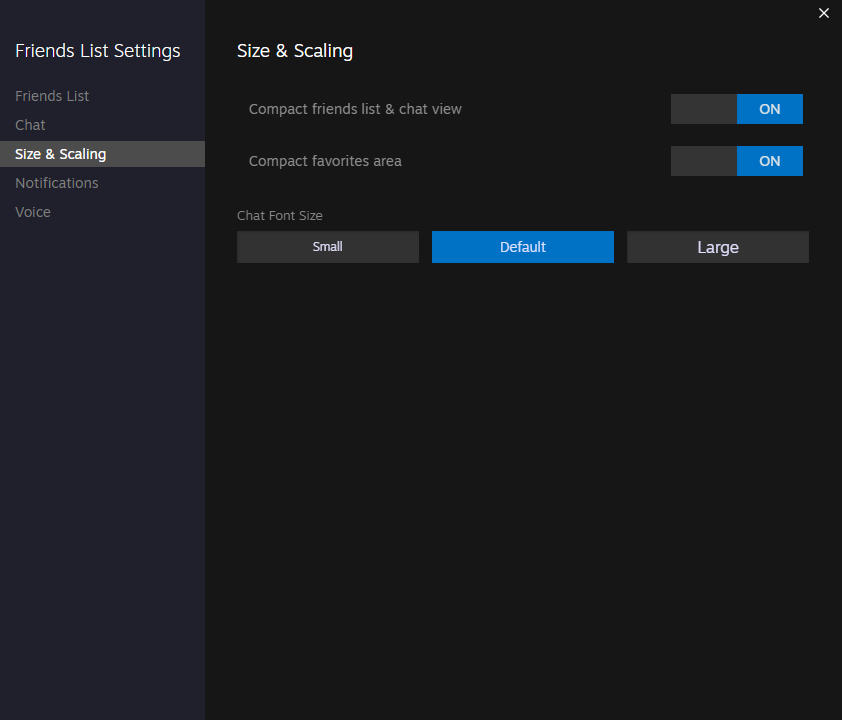 Friends List Settings
Friends List
Chat
Size & Scaling
Notifications
Voice
Size & Scaling
Compact friends list & chat view
ON
Compact favorites area
ON
Chat Font Size
Small
Default
Large